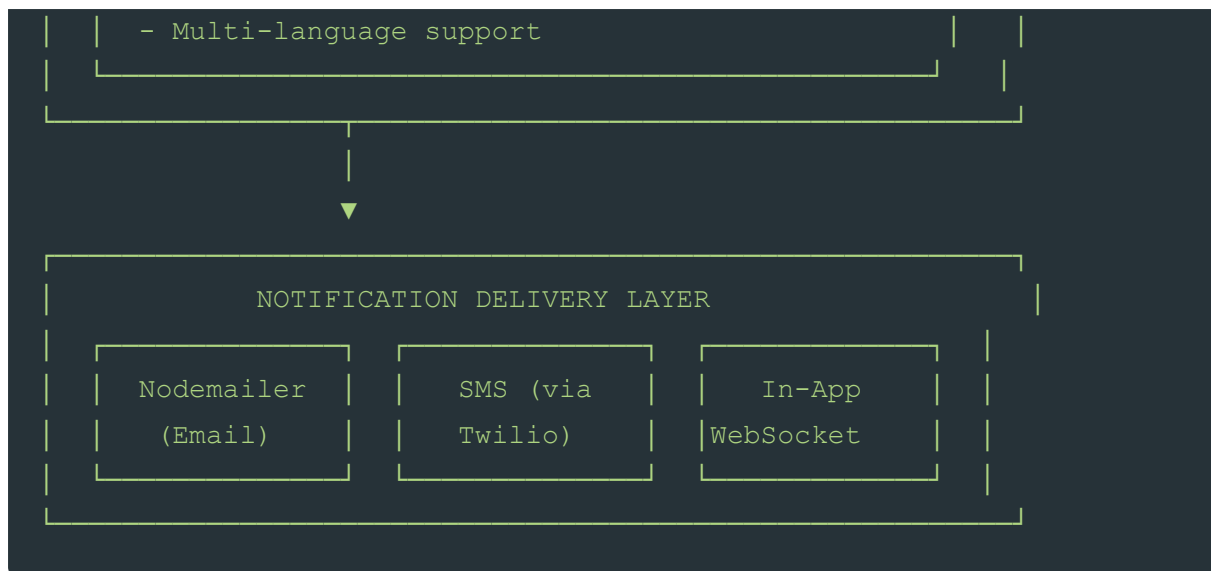 - Multi-language support
▼
NOTIFICATION DELIVERY LAYER
Nodemailer SMS (via In-App
(Email) Twilio) WebSocket